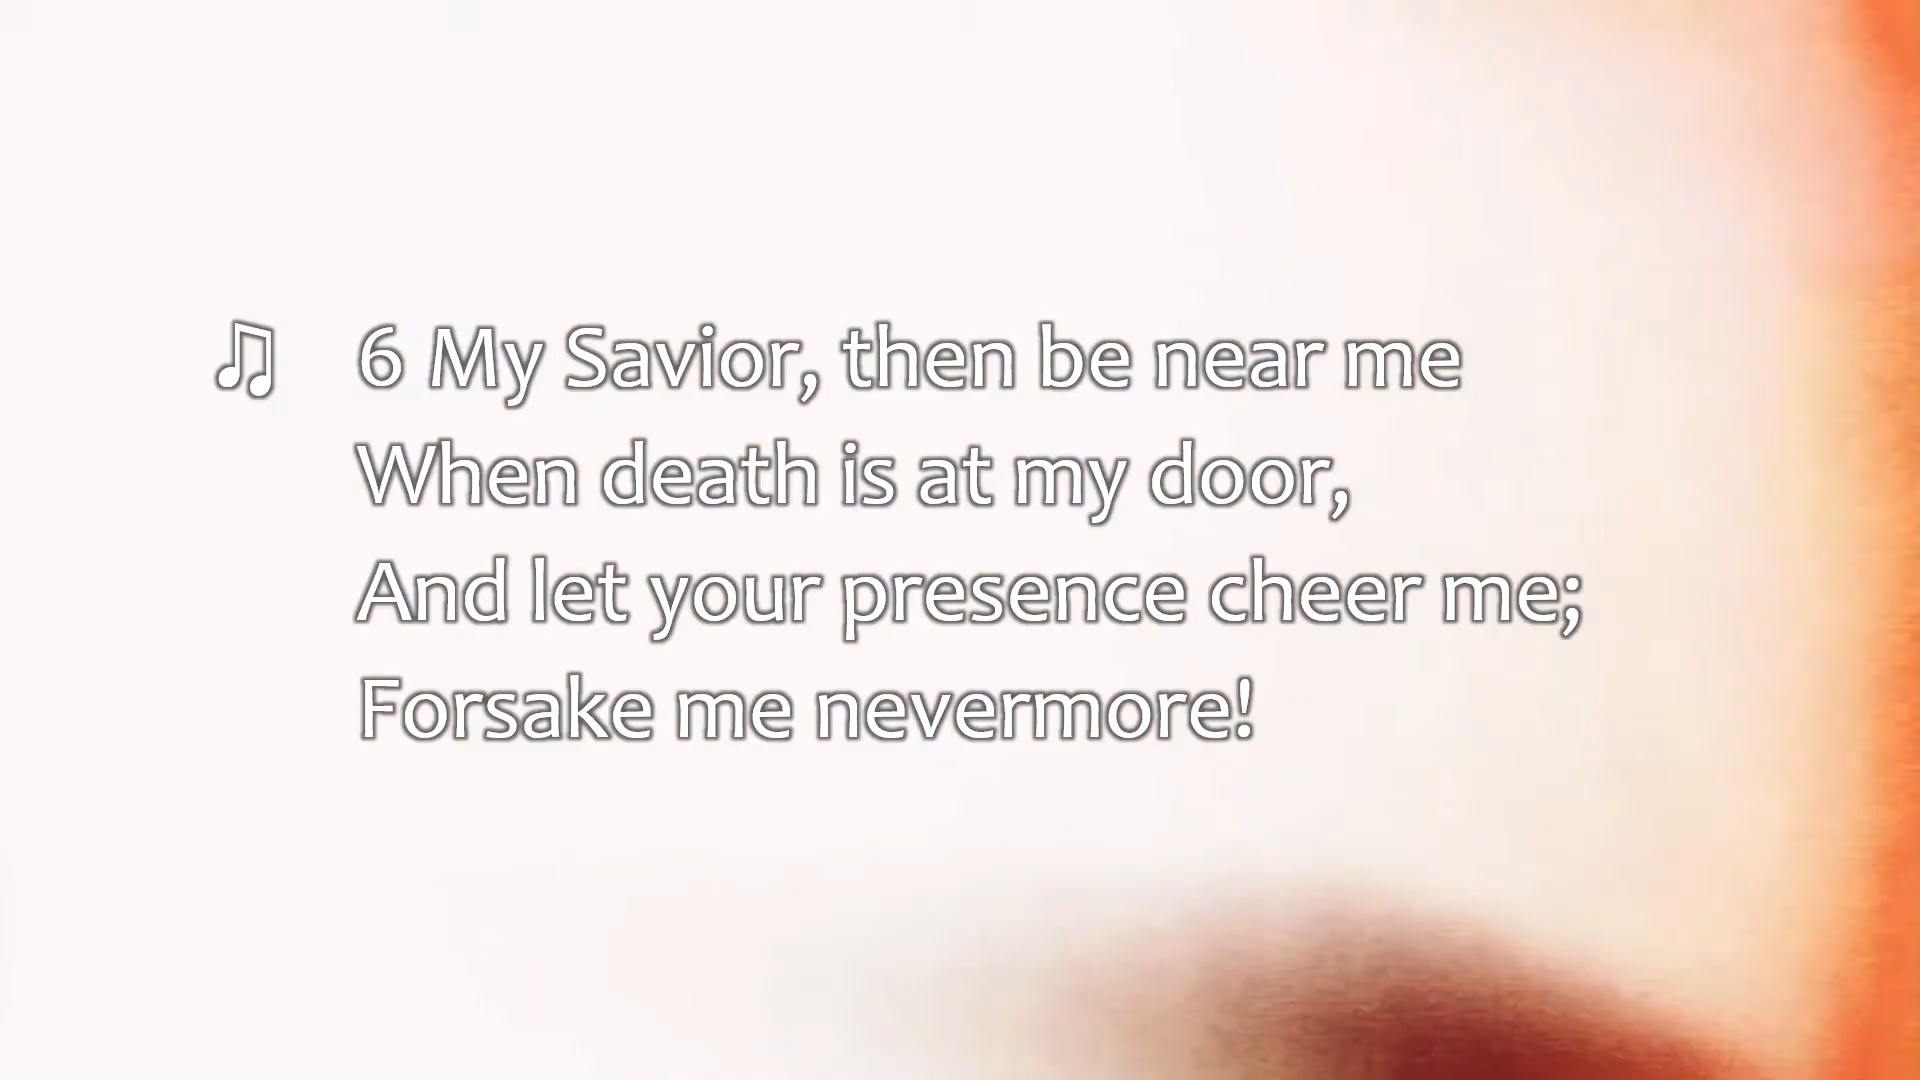 ♫ 6 My Savior, then be near me
When death is at my door,
And let your presence cheer me;
Forsake me nevermore!